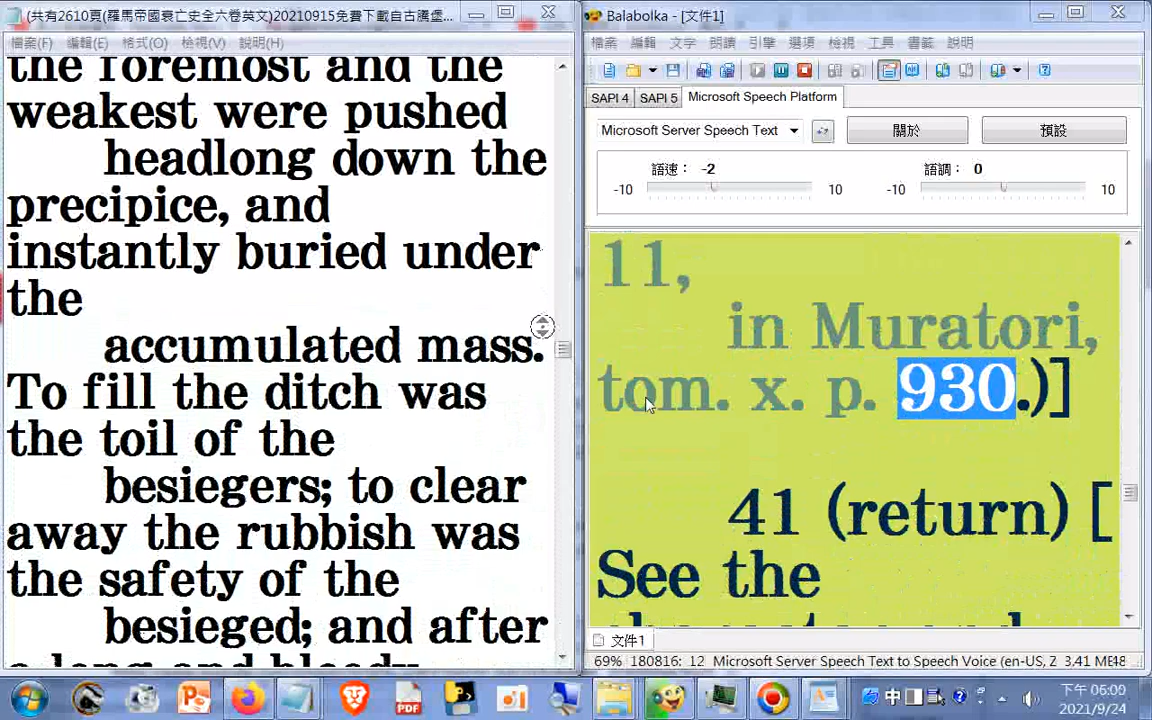 (共有2610頁(羅馬帝國衰亡史全六卷英文)20210915免費下載自古騰堡...
檔案(F) 編輯(E) 格式(O) 檢視(V) 說明(H)
the foremost and the
weakest were pushed
headlong down the
precipice, and
instantly buried under
the
accumulated mass.
To fill the ditch was
the toil of the
besiegers; to clear
away the rubbish was
the safety of the
besieged; and after
a long and bloody
Balabolka - [文件1]
檔案 編輯 文字 朗讀 引擎 選項 檢視 工具 書籤 說明
SAPI 4 SAPI 5 Microsoft Speech Platform
Microsoft Server Speech Text 關於 預設
語速： -2 語調： 0
-10 10 -10 10
11,
in Muratori,
tom. x. p. 930.)]
41 (return) [
See the
文件1
69% 180816: 12 Microsoft Server Speech Text to Speech Voice (en-US, Z 3,41 ME48
中 下午 06:00
2021/9/24